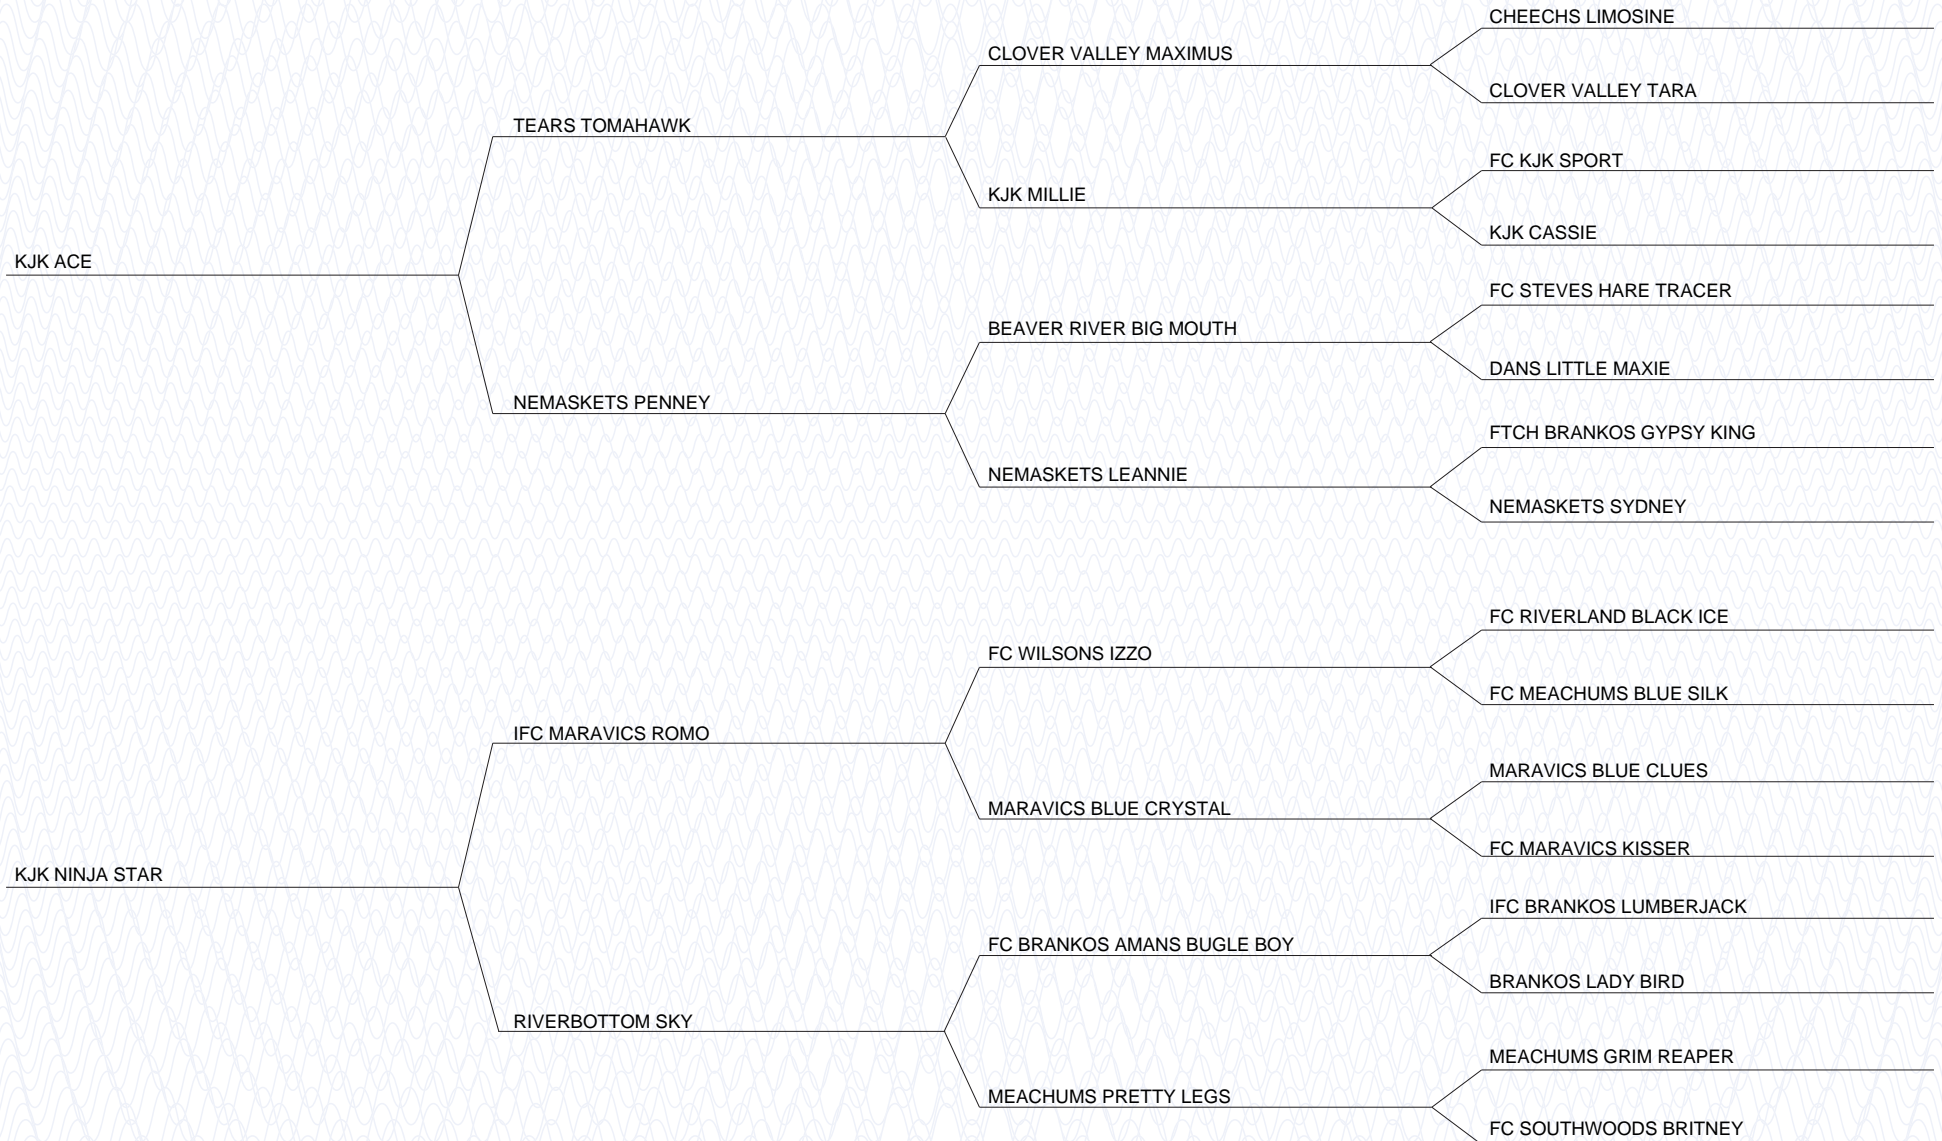 CHEECHS LIMOSINE
CLOVER VALLEY MAXIMUS
CLOVER VALLEY TARA
TEARS TOMAHAWK
FC KJK SPORT
KJK MILLIE
KJK CASSIE
KJK ACE
FC STEVES HARE TRACER
BEAVER RIVER BIG MOUTH
DANS LITTLE MAXIE
NEMASKETS PENNEY
FTCH BRANKOS GYPSY KING
NEMASKETS LEANNIE
NEMASKETS SYDNEY
FC RIVERLAND BLACK ICE
FC WILSONS IZZO
FC MEACHUMS BLUE SILK
IFC MARAVICS ROMO
MARAVICS BLUE CLUES
MARAVICS BLUE CRYSTAL
FC MARAVICS KISSER
KJK NINJA STAR
IFC BRANKOS LUMBERJACK
FC BRANKOS AMANS BUGLE BOY
BRANKOS LADY BIRD
RIVERBOTTOM SKY
MEACHUMS GRIM REAPER
MEACHUMS PRETTY LEGS
FC SOUTHWOODS BRITNEY